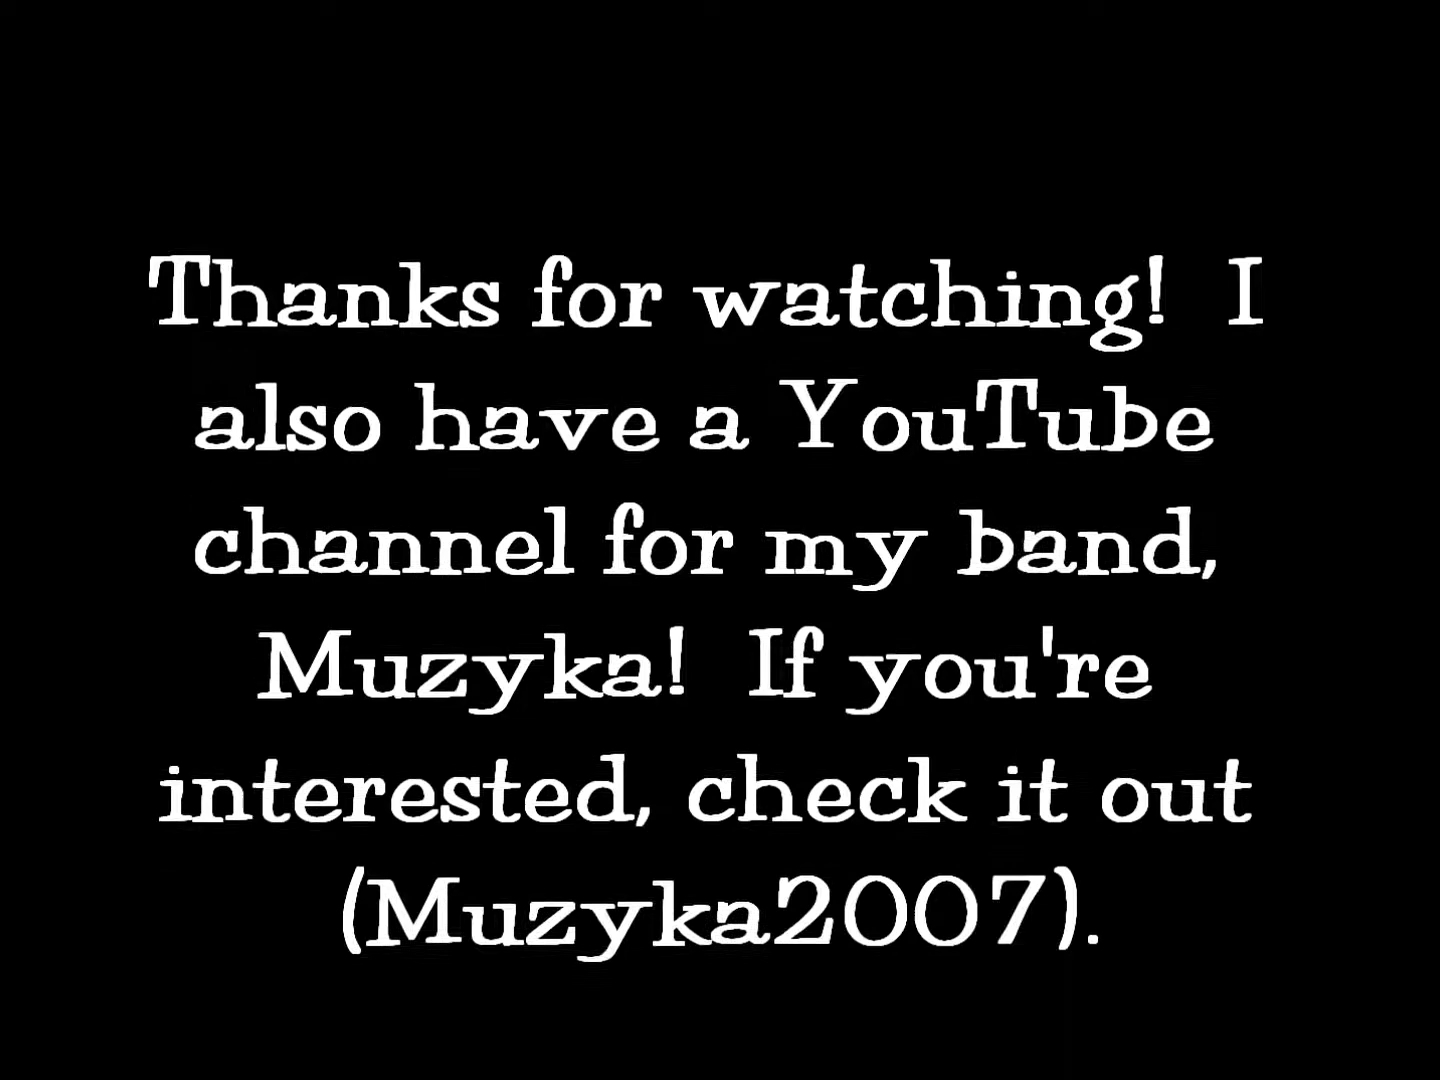 Thanks for watching!  I
also have a YouTube
channel for my band,
Muzyka!  If you're
interested, check it out
(Muzyka2007).